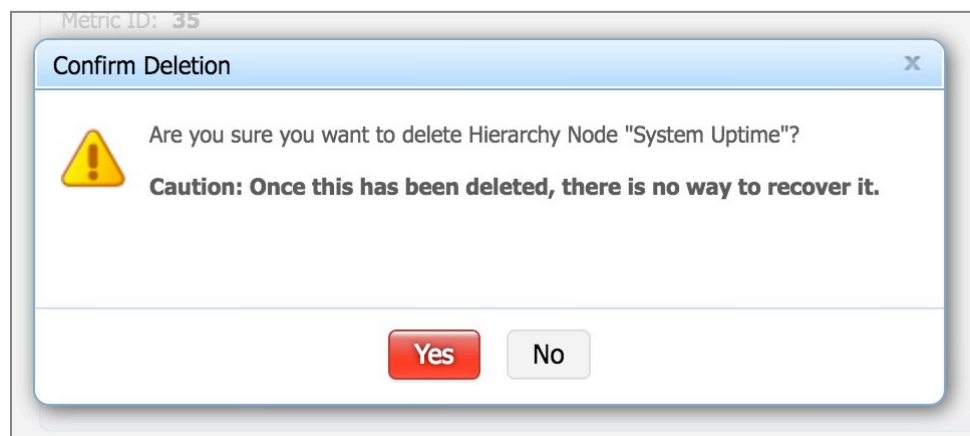 Metric ID: 35
Confirm Deletion
x
Are you sure you want to delete Hierarchy Node "System Uptime"?
Caution: Once this has been deleted, there is no way to recover it.
Yes
No